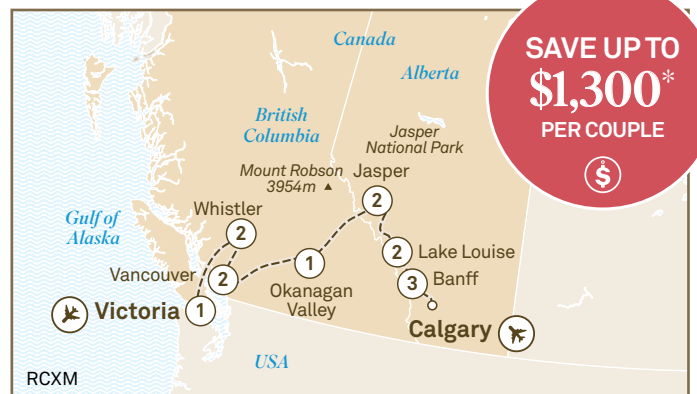 SAVE UP TO
$1,300*
PER COUPLE
$
Canada
Alberta
British
Columbia
Jasper
National Park
Mount Robson
3954m
Jasper
2
Whistler
2
Gulf of
Alaska
2
Lake Louise
Vancouver
2
1
Okanagan
Valley
3
Banff
Victoria
1
Calgary
USA
RCXM